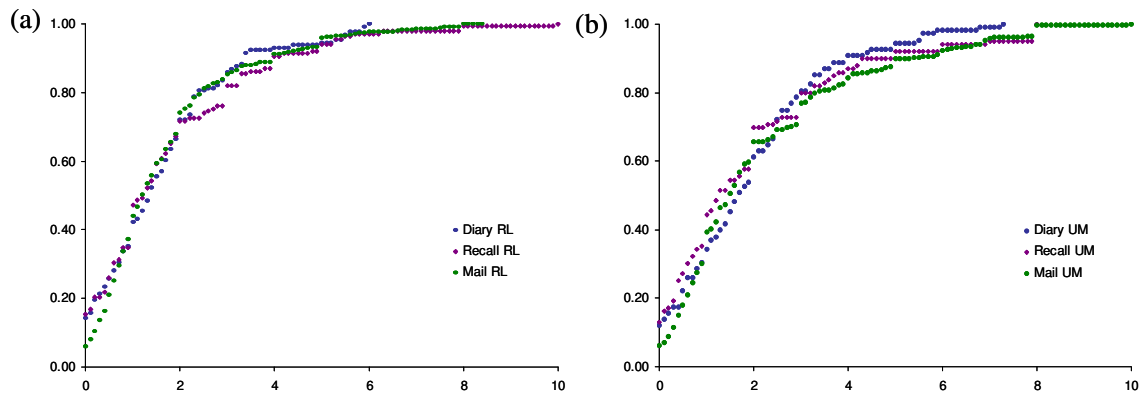 (a)
1.00
0.80
0.60
0.40
0.20
0.00
0 2 4 6 8 10
Diary RL
Recall RL
Mail RL
(b)
1.00
0.80
0.60
0.40
0.20
0.00
0 2 4 6 8 10
Diary UM
Recall UM
Mail UM